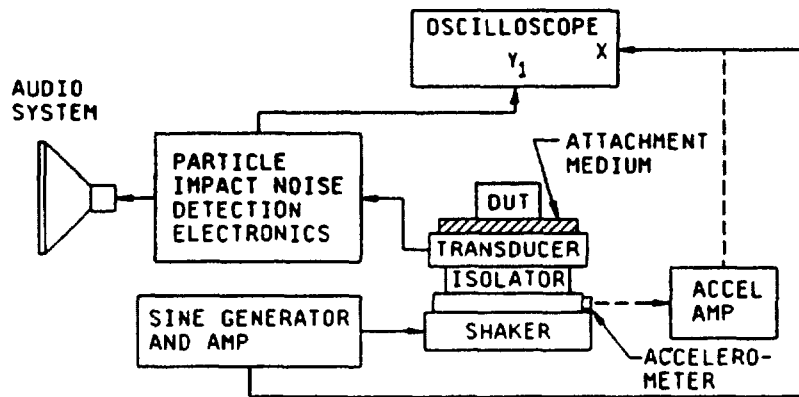 OSCILLOSCOPE
Y1
X
AUDIO
SYSTEM
PARTICLE
IMPACT NOISE
DETECTION
ELECTRONICS
ATTACHMENT
MEDIUM
DUT
TRANSDUCER
ISOLATOR
SHAKER
SINE GENERATOR
AND AMP
ACCEL
AMP
ACCELERO-
METER